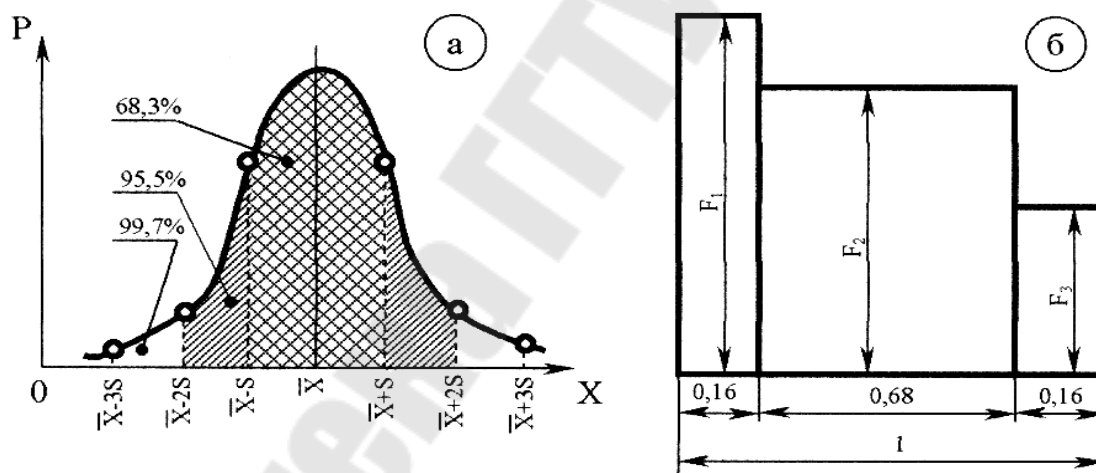 P
а
68,3%
95,5%
99,7%
0
X̅-3S
X̅-2S
X̅-S
X̅
X̅+S
X̅+2S
X̅+3S
X
б
F₁
F₂
F₃
0,16
0,68
0,16
1